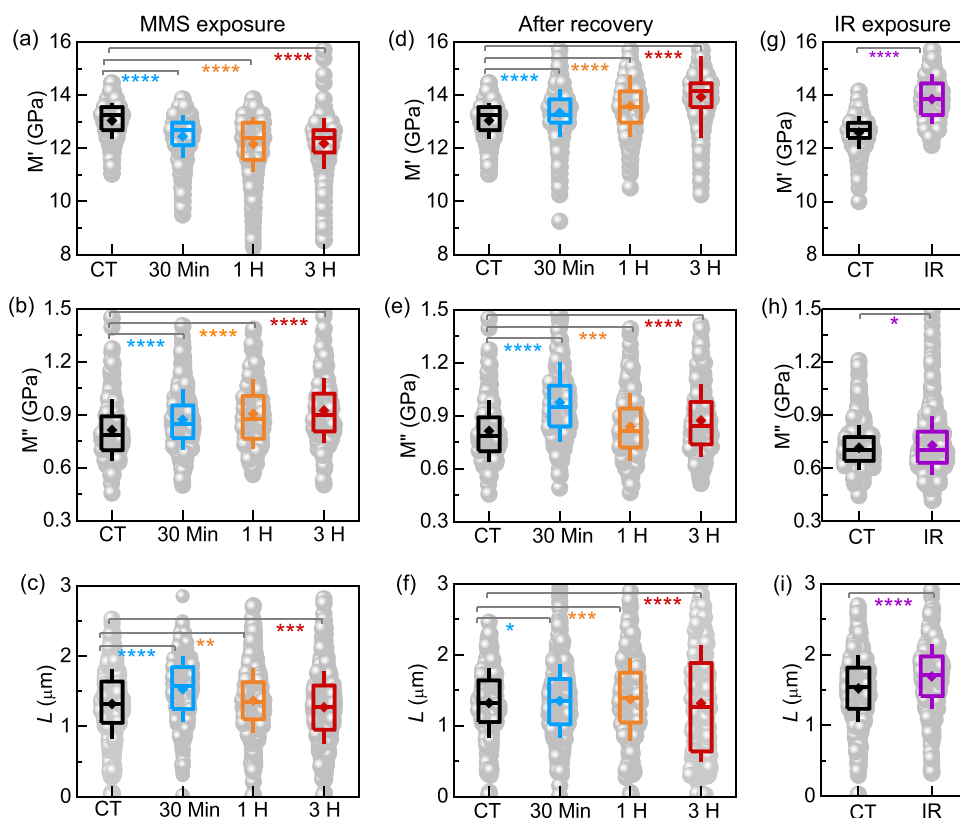 MMS exposure
After recovery
IR exposure
(a)
(d)
(g)
16
14
12
10
8
M' (GPa)
****
****
****
CT 30 Min 1 H 3 H
16
14
12
10
8
M' (GPa)
****
****
****
CT 30 Min 1 H 3 H
16
14
12
10
8
M' (GPa)
****
CT IR
(b)
(e)
(h)
1.5
1.2
0.9
0.6
0.3
M" (GPa)
****
****
****
CT 30 Min 1 H 3 H
1.5
1.2
0.9
0.6
0.3
M" (GPa)
****
***
****
CT 30 Min 1 H 3 H
1.5
1.2
0.9
0.6
0.3
M" (GPa)
*
CT IR
(c)
(f)
(i)
3
2
1
0
L (μm)
****
**
***
CT 30 Min 1 H 3 H
3
2
1
0
L (μm)
*
***
****
CT 30 Min 1 H 3 H
3
2
1
0
L (μm)
****
CT IR